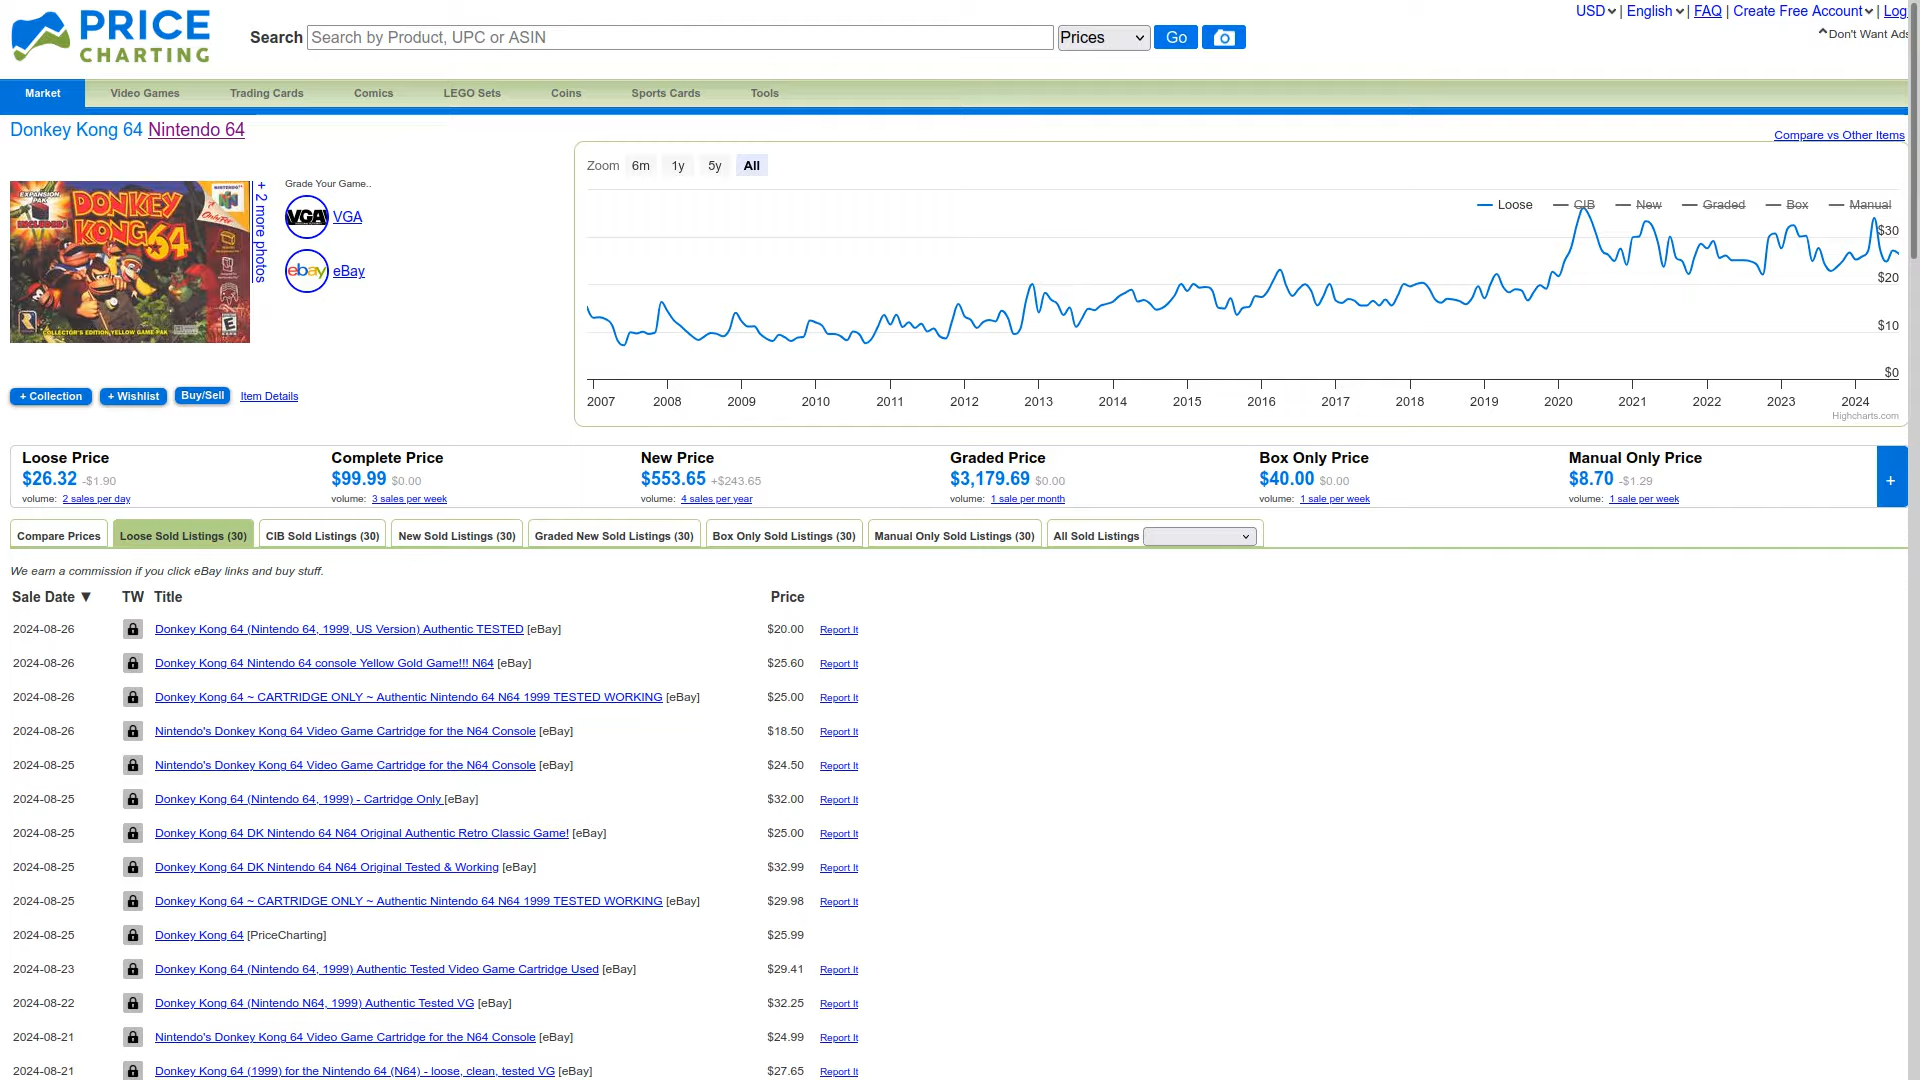 PRICE
CHARTING
Search
Search by Product, UPC or ASIN
Prices
Go
USD | English | FAQ | Create Free Account | Log
Don't Want Ads
Market
Video Games
Trading Cards
Comics
LEGO Sets
Coins
Sports Cards
Tools
Donkey Kong 64 Nintendo 64
Compare vs Other Items
EXPANSION
PAK
INCLUDED!
DONKEY
KONG 64
NINTENDO 64
Only For
COLLECTOR'S EDITION YELLOW GAME PAK
E
+ 2 more photos
Grade Your Game..
VGA VGA
ebay eBay
+ Collection
+ Wishlist
Buy/Sell
Item Details
Zoom 6m 1y 5y All
Loose
CIB
New
Graded
Box
Manual
$30
$20
$10
$0
2007 2008 2009 2010 2011 2012 2013 2014 2015 2016 2017 2018 2019 2020 2021 2022 2023 2024
Highcharts.com
Loose Price
$26.32 -$1.90
volume: 2 sales per day
Complete Price
$99.99 $0.00
volume: 3 sales per week
New Price
$553.65 +$243.65
volume: 4 sales per year
Graded Price
$3,179.69 $0.00
volume: 1 sale per month
Box Only Price
$40.00 $0.00
volume: 1 sale per week
Manual Only Price
$8.70 -$1.29
volume: 1 sale per week
+
Compare Prices
Loose Sold Listings (30)
CIB Sold Listings (30)
New Sold Listings (30)
Graded New Sold Listings (30)
Box Only Sold Listings (30)
Manual Only Sold Listings (30)
All Sold Listings
We earn a commission if you click eBay links and buy stuff.
Sale Date ▼ TW Title Price
2024-08-26 Donkey Kong 64 (Nintendo 64, 1999, US Version) Authentic TESTED [eBay] $20.00 Report It
2024-08-26 Donkey Kong 64 Nintendo 64 console Yellow Gold Game!!! N64 [eBay] $25.60 Report It
2024-08-26 Donkey Kong 64 ~ CARTRIDGE ONLY ~ Authentic Nintendo 64 N64 1999 TESTED WORKING [eBay] $25.00 Report It
2024-08-26 Nintendo's Donkey Kong 64 Video Game Cartridge for the N64 Console [eBay] $18.50 Report It
2024-08-25 Nintendo's Donkey Kong 64 Video Game Cartridge for the N64 Console [eBay] $24.50 Report It
2024-08-25 Donkey Kong 64 (Nintendo 64, 1999) - Cartridge Only [eBay] $32.00 Report It
2024-08-25 Donkey Kong 64 DK Nintendo 64 N64 Original Authentic Retro Classic Game! [eBay] $25.00 Report It
2024-08-25 Donkey Kong 64 DK Nintendo 64 N64 Original Tested & Working [eBay] $32.99 Report It
2024-08-25 Donkey Kong 64 ~ CARTRIDGE ONLY ~ Authentic Nintendo 64 N64 1999 TESTED WORKING [eBay] $29.98 Report It
2024-08-25 Donkey Kong 64 [PriceCharting] $25.99
2024-08-23 Donkey Kong 64 (Nintendo 64, 1999) Authentic Tested Video Game Cartridge Used [eBay] $29.41 Report It
2024-08-22 Donkey Kong 64 (Nintendo N64, 1999) Authentic Tested VG [eBay] $32.25 Report It
2024-08-21 Nintendo's Donkey Kong 64 Video Game Cartridge for the N64 Console [eBay] $24.99 Report It
2024-08-21 Donkey Kong 64 (1999) for the Nintendo 64 (N64) - loose, clean, tested VG [eBay] $27.65 Report It